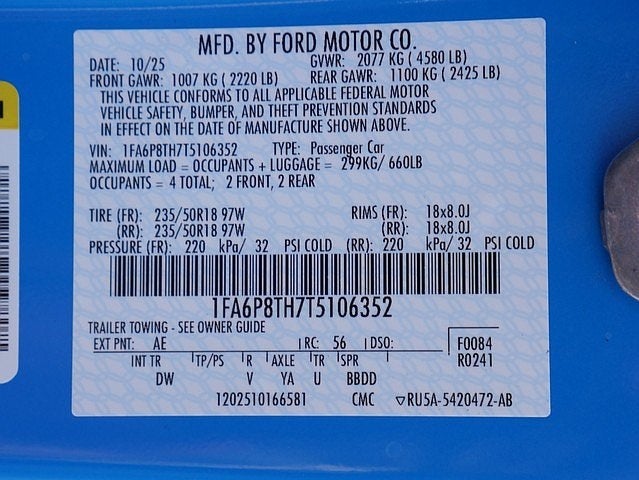 MFD. BY FORD MOTOR CO.
DATE: 10/25 GVWR: 2077 KG ( 4580 LB)
FRONT GAWR: 1007 KG ( 2220 LB) REAR GAWR: 1100 KG ( 2425 LB)
THIS VEHICLE CONFORMS TO ALL APPLICABLE FEDERAL MOTOR
VEHICLE SAFETY, BUMPER, AND THEFT PREVENTION STANDARDS
IN EFFECT ON THE DATE OF MANUFACTURE SHOWN ABOVE.
VIN: 1FA6P8TH7T5106352 TYPE: Passenger Car
MAXIMUM LOAD = OCCUPANTS + LUGGAGE = 299KG/ 660LB
OCCUPANTS = 4 TOTAL; 2 FRONT, 2 REAR
TIRE (FR): 235/50R18 97W RIMS (FR): 18x8.0J
(RR): 235/50R18 97W (RR): 18x8.0J
PRESSURE (FR): 220 kPa/ 32 PSI COLD (RR): 220 kPa/ 32 PSI COLD
1FA6P8TH7T5106352
TRAILER TOWING - SEE OWNER GUIDE
EXT PNT: AE RC: 56 DSO: F0084
R0241
INT TR TP/PS R AXLE TR SPR
DW V YA U BBDD
1202510166581 CMC ▽RU5A-5420472-AB